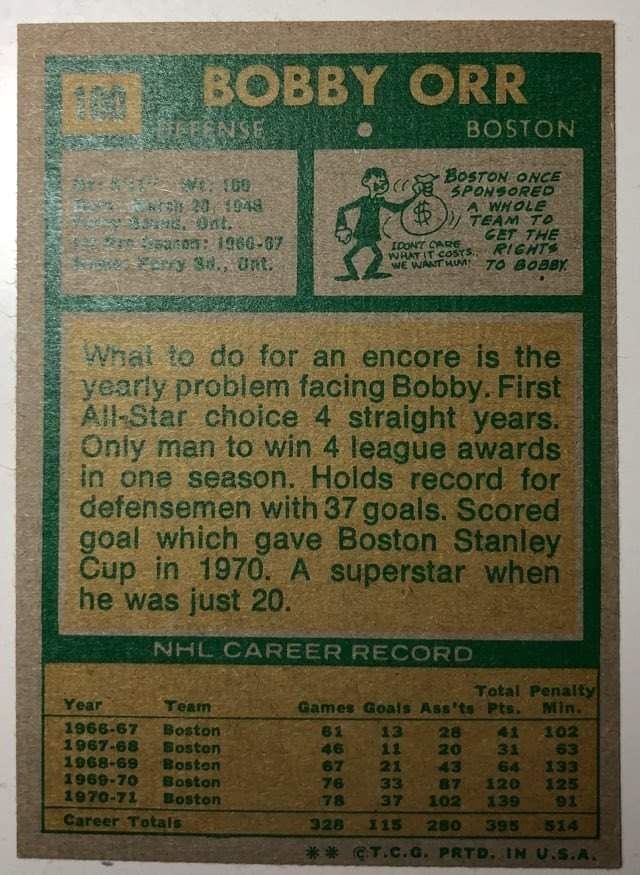 100
BOBBY ORR
DEFENSE • BOSTON
Wt: 180
March 20, 1948
Parry Sound, Ont.
1st Pro Season: 1966-67
Home: Parry Sd., Ont.
BOSTON ONCE
SPONSORED
A WHOLE
TEAM TO
GET THE
RIGHTS
TO BOBBY.
$
I DONT CARE
WHAT IT COSTS..
WE WANT HUM!
What to do for an encore is the
yearly problem facing Bobby. First
All-Star choice 4 straight years.
Only man to win 4 league awards
in one season. Holds record for
defensemen with 37 goals. Scored
goal which gave Boston Stanley
Cup in 1970. A superstar when
he was just 20.
NHL CAREER RECORD
Total Penalty
Year Team Games Goals Ass'ts Pts. Min.
1966-67 Boston 61 13 28 41 102
1967-68 Boston 46 11 20 31 63
1968-69 Boston 67 21 43 64 133
1969-70 Boston 76 33 87 120 125
1970-71 Boston 78 37 102 139 91
Career Totals 328 115 280 395 514
** © T.C.G. PRTD. IN U.S.A.